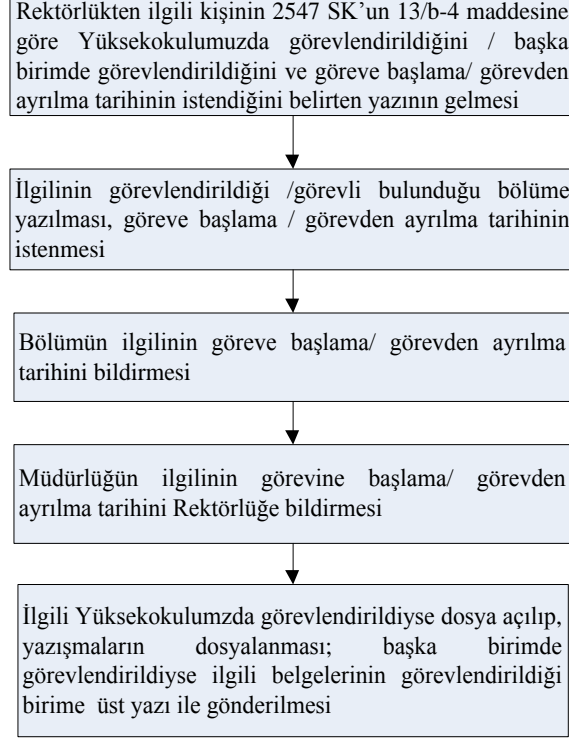 Rektörlükten ilgili kişinin 2547 SK’un 13/b-4 maddesine
göre Yüksekokulumuzda görevlendirildiğini / başka
birimde görevlendirildiğini ve göreve başlama/ görevden
ayrılma tarihinin istendiğini belirten yazının gelmesi
İlgilinin görevlendirildiği /görevli bulunduğu bölüme
yazılması, göreve başlama / görevden ayrılma tarihinin
istenmesi
Bölümün ilgilinin göreve başlama/ görevden ayrılma
tarihini bildirmesi
Müdürlüğün ilgilinin görevine başlama/ görevden
ayrılma tarihini Rektörlüğe bildirmesi
İlgili Yüksekokulumzda görevlendirildiyse dosya açılıp,
yazışmaların dosyalanması; başka birimde
görevlendirildiyse ilgili belgelerinin görevlendirildiği
birime üst yazı ile gönderilmesi